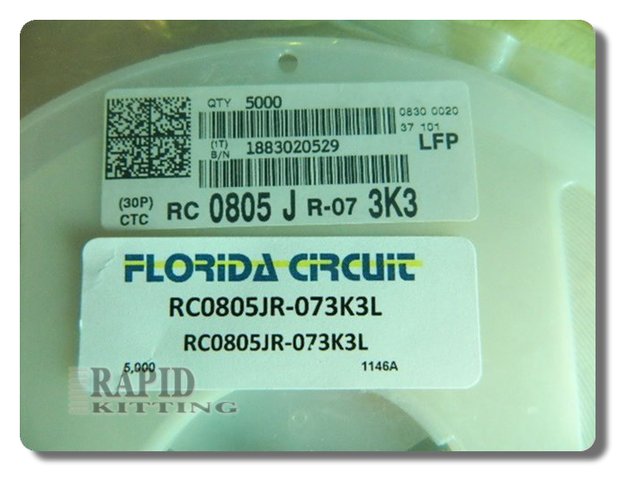 QTY 5000
0830 0020
37 101
(1T)
B/N 1883020529
LFP
(30P)
CTC RC 0805 J R-07 3K3
FLORIDA CIRCUIT
RC0805JR-073K3L
RC0805JR-073K3L
5,000 1146A
RAPID
KITTING